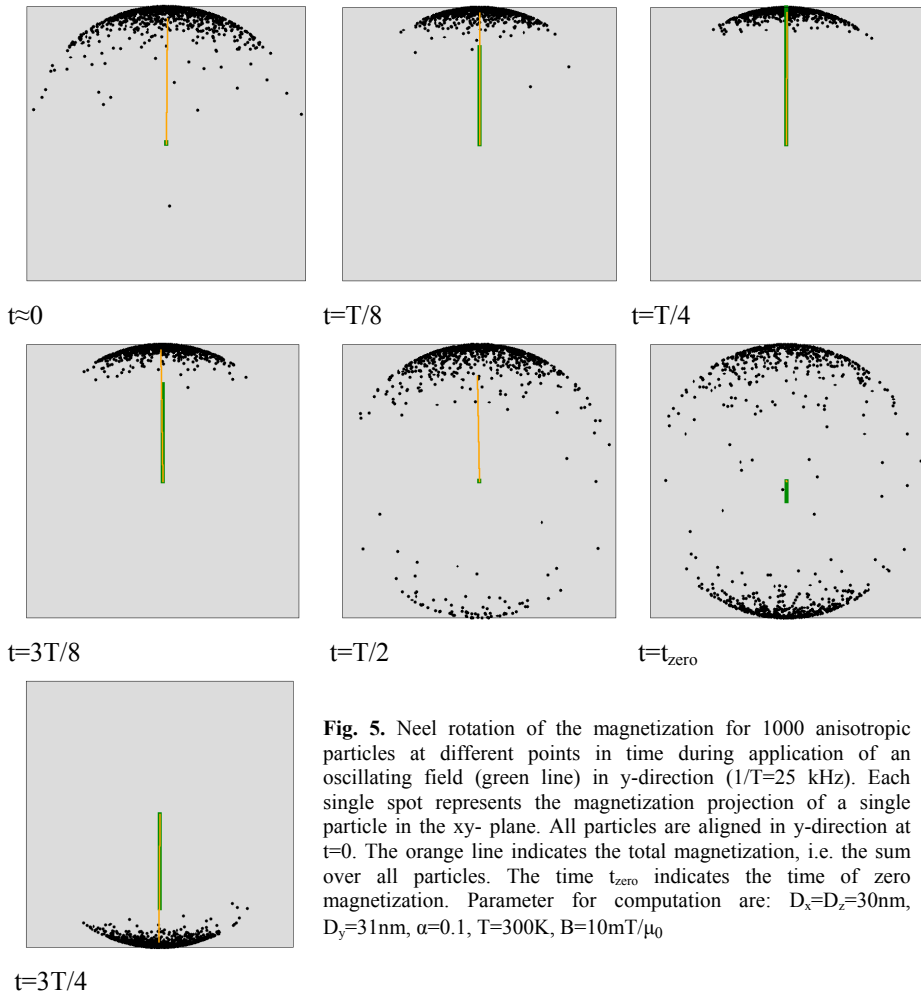 t≈0
t=T/8
t=T/4
t=3T/8
t=T/2
t=t_zero
Fig. 5. Neel rotation of the magnetization for 1000 anisotropic
particles at different points in time during application of an
oscillating field (green line) in y-direction (1/T=25 kHz). Each
single spot represents the magnetization projection of a single
particle in the xy- plane. All particles are aligned in y-direction at
t=0. The orange line indicates the total magnetization, i.e. the sum
over all particles. The time t_zero indicates the time of zero
magnetization. Parameter for computation are: D_x=D_z=30nm,
D_y=31nm, α=0.1, T=300K, B=10mT/μ_0
t=3T/4